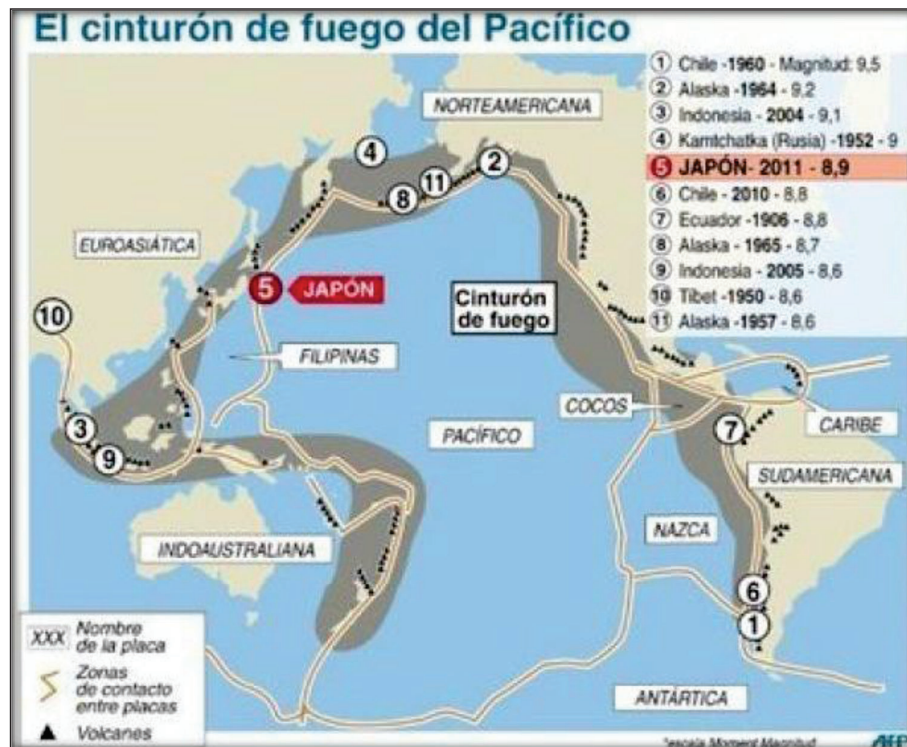 El cinturón de fuego del Pacífico
① Chile -1960 - Magnitud: 9,5
② Alaska -1964 - 9,2
③ Indonesia - 2004 - 9,1
④ Kamtchatka (Rusia) -1952 - 9
⑤ JAPÓN- 2011 - 8,9
⑥ Chile - 2010 - 8,8
⑦ Ecuador -1906 - 8,8
⑧ Alaska -1965 - 8,7
⑨ Indonesia - 2005 - 8,6
⑩ Tibet -1950 - 8,6
⑪ Alaska -1957 - 8,6
NORTEAMERICANA
4
2
11
8
EUROASIÁTICA
5 JAPÓN
Cinturón
de fuego
10
FILIPINAS
COCOS
CARIBE
3
7
PACÍFICO
9
SUDAMERICANA
NAZCA
INDOAUSTRALIANA
6
1
ANTÁRTICA
XXX Nombre
de la placa
Zonas
de contacto
entre placas
Volcanes
*escala Moment Magnitud
AFP